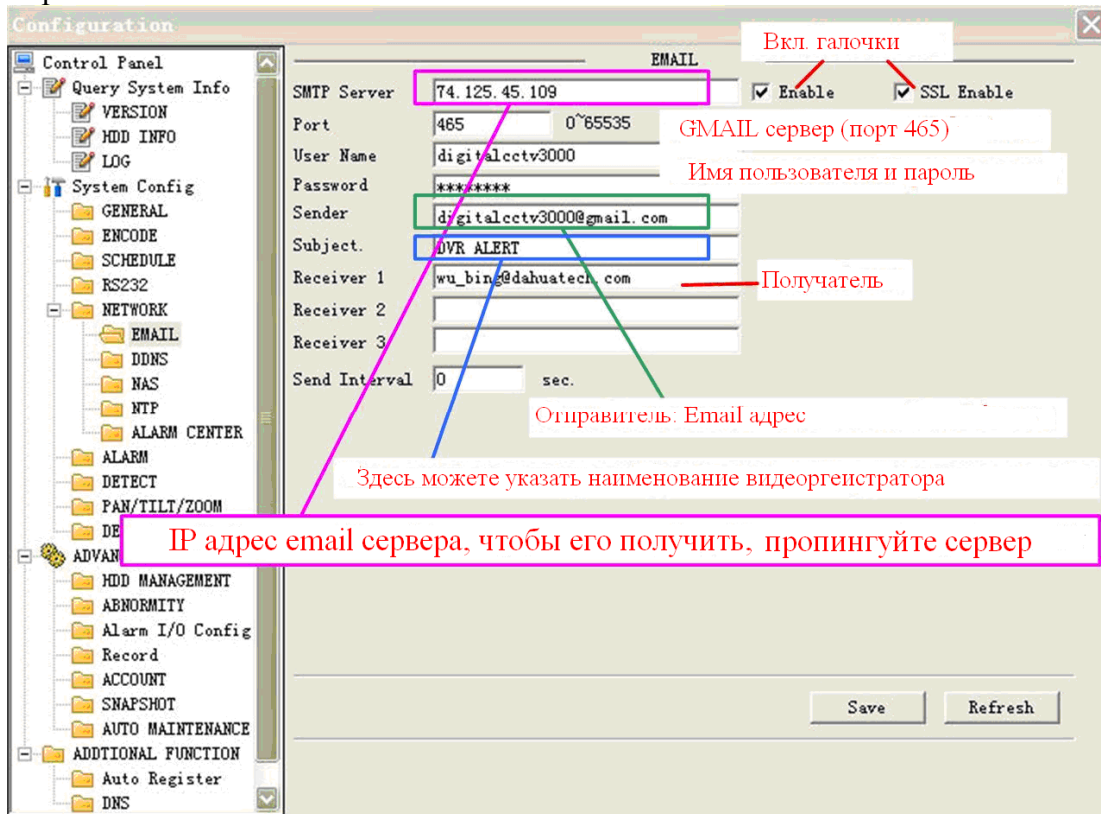 Configuration
Control Panel
Query System Info
VERSION
HDD INFO
LOG
System Config
GENERAL
ENCODE
SCHEDULE
RS232
NETWORK
EMAIL
DDNS
NAS
NTP
ALARM CENTER
ALARM
DETECT
PAN/TILT/ZOOM
DE
ADVAN
HDD MANAGEMENT
ABNORMITY
Alarm I/O Config
Record
ACCOUNT
SNAPSHOT
AUTO MAINTENANCE
ADDTIONAL FUNCTION
Auto Register
DNS
EMAIL
Вкл. галочки
SMTP Server 74.125.45.109 Enable SSL Enable
Port 465 0~65535
GMAIL сервер (порт 465)
User Name digitalcctv3000
Имя пользователя и пароль
Password ********
Sender digitalcctv3000@gmail.com
Subject. DVR ALERT
Receiver 1 wu_bing@dahuatech.com
Получатель
Receiver 2
Receiver 3
Send Interval 0 sec.
Отправитель: Email адрес
Здесь можете указать наименование видеоргеистратора
IP адрес email сервера, чтобы его получить, пропингуйте сервер
Save Refresh